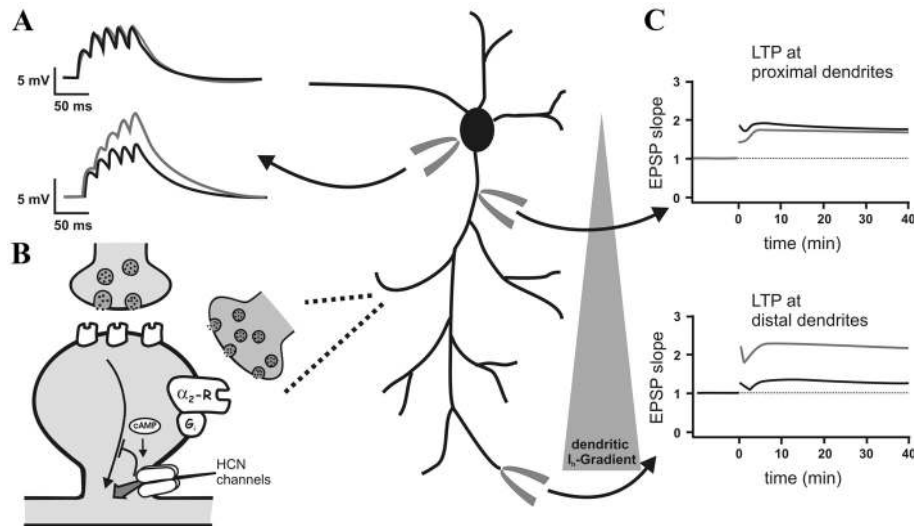 A
5 mV
50 ms
5 mV
50 ms
B
α₂-R
Gᵢ
cAMP
HCN
channels
dendritic
Iₕ-Gradient
C
LTP at
proximal dendrites
EPSP slope
3
2
1
0
0 10 20 30 40
time (min)
LTP at
distal dendrites
EPSP slope
3
2
1
0
0 10 20 30 40
time (min)